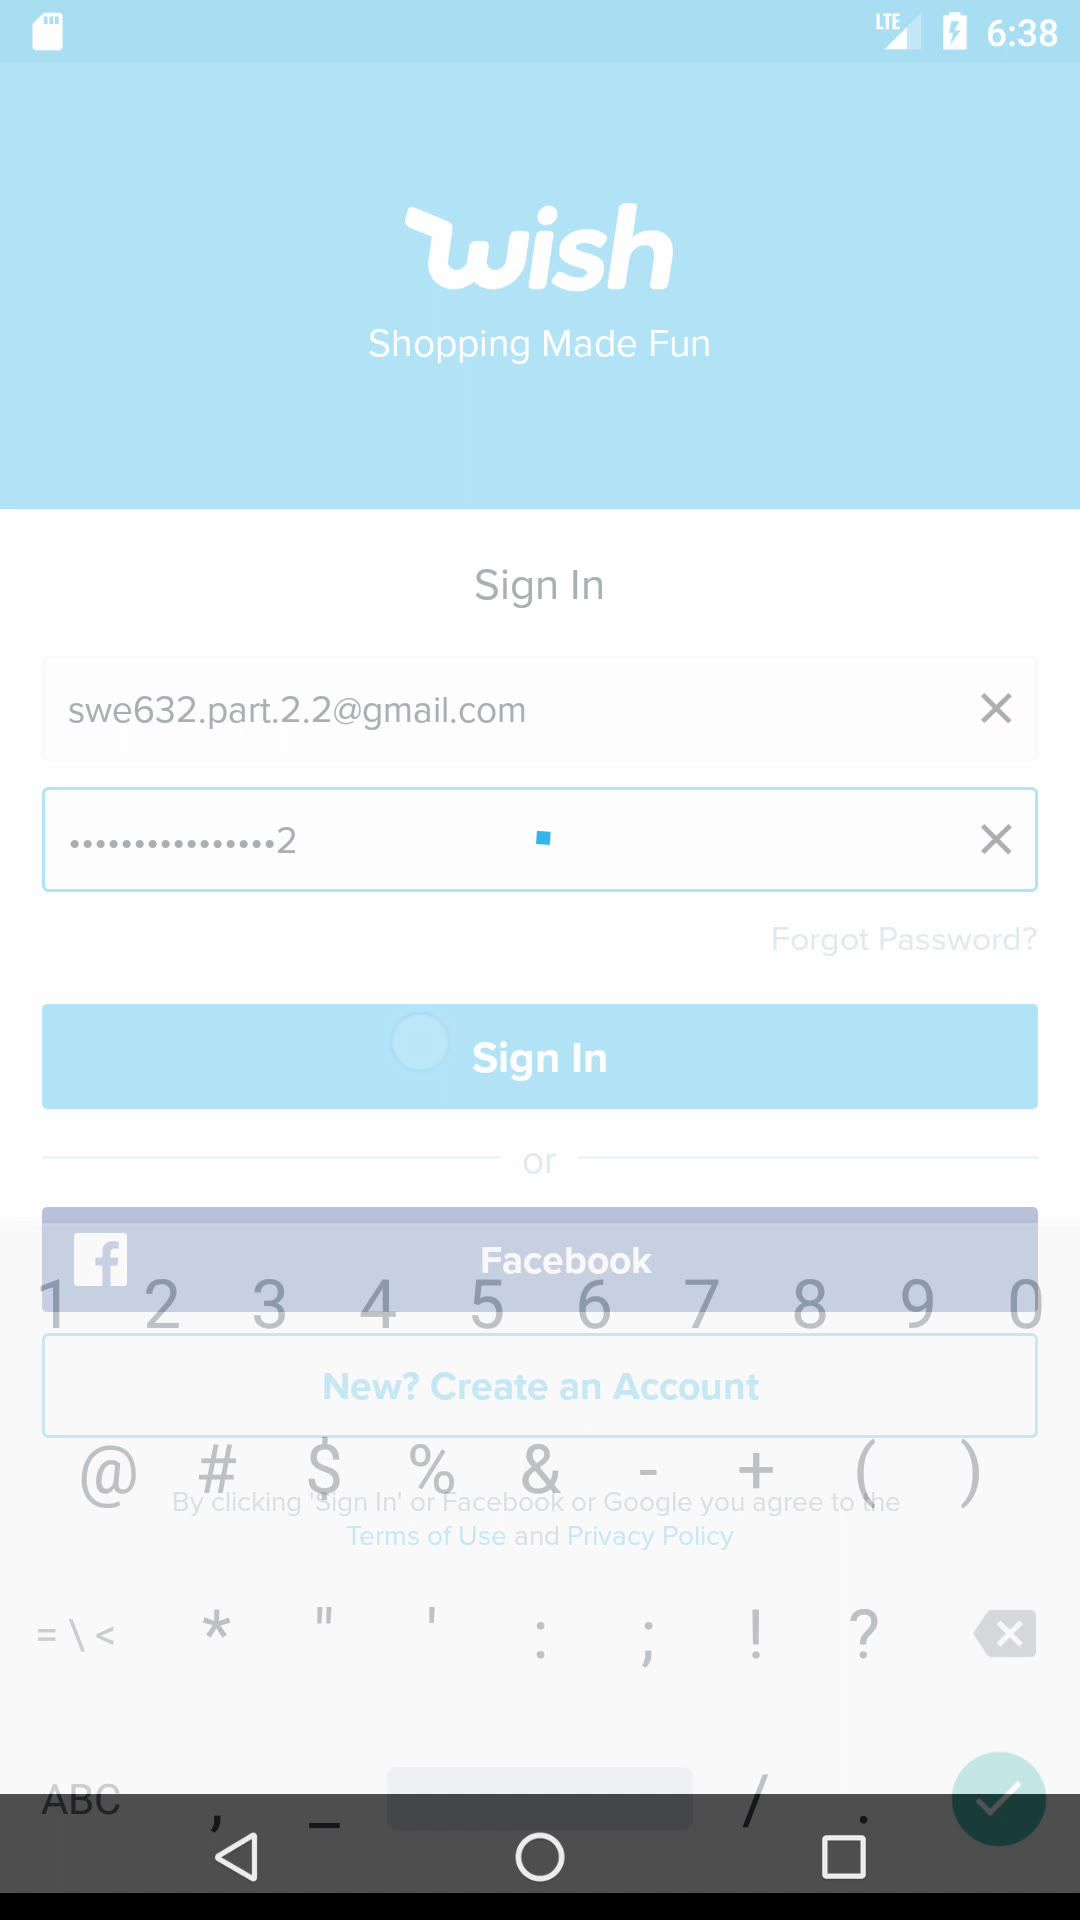 LTE 6:38
wish
Shopping Made Fun
Sign In
swe632.part.2.2@gmail.com
••••••••••••••••2
Forgot Password?
Sign In
or
Facebook
1 2 3 4 5 6 7 8 9 0
New? Create an Account
@ # $ % & - + ( )
By clicking 'Sign In' or Facebook or Google you agree to the
Terms of Use and Privacy Policy
= \ < * " ' : ; ! ?
ABC , _ / .